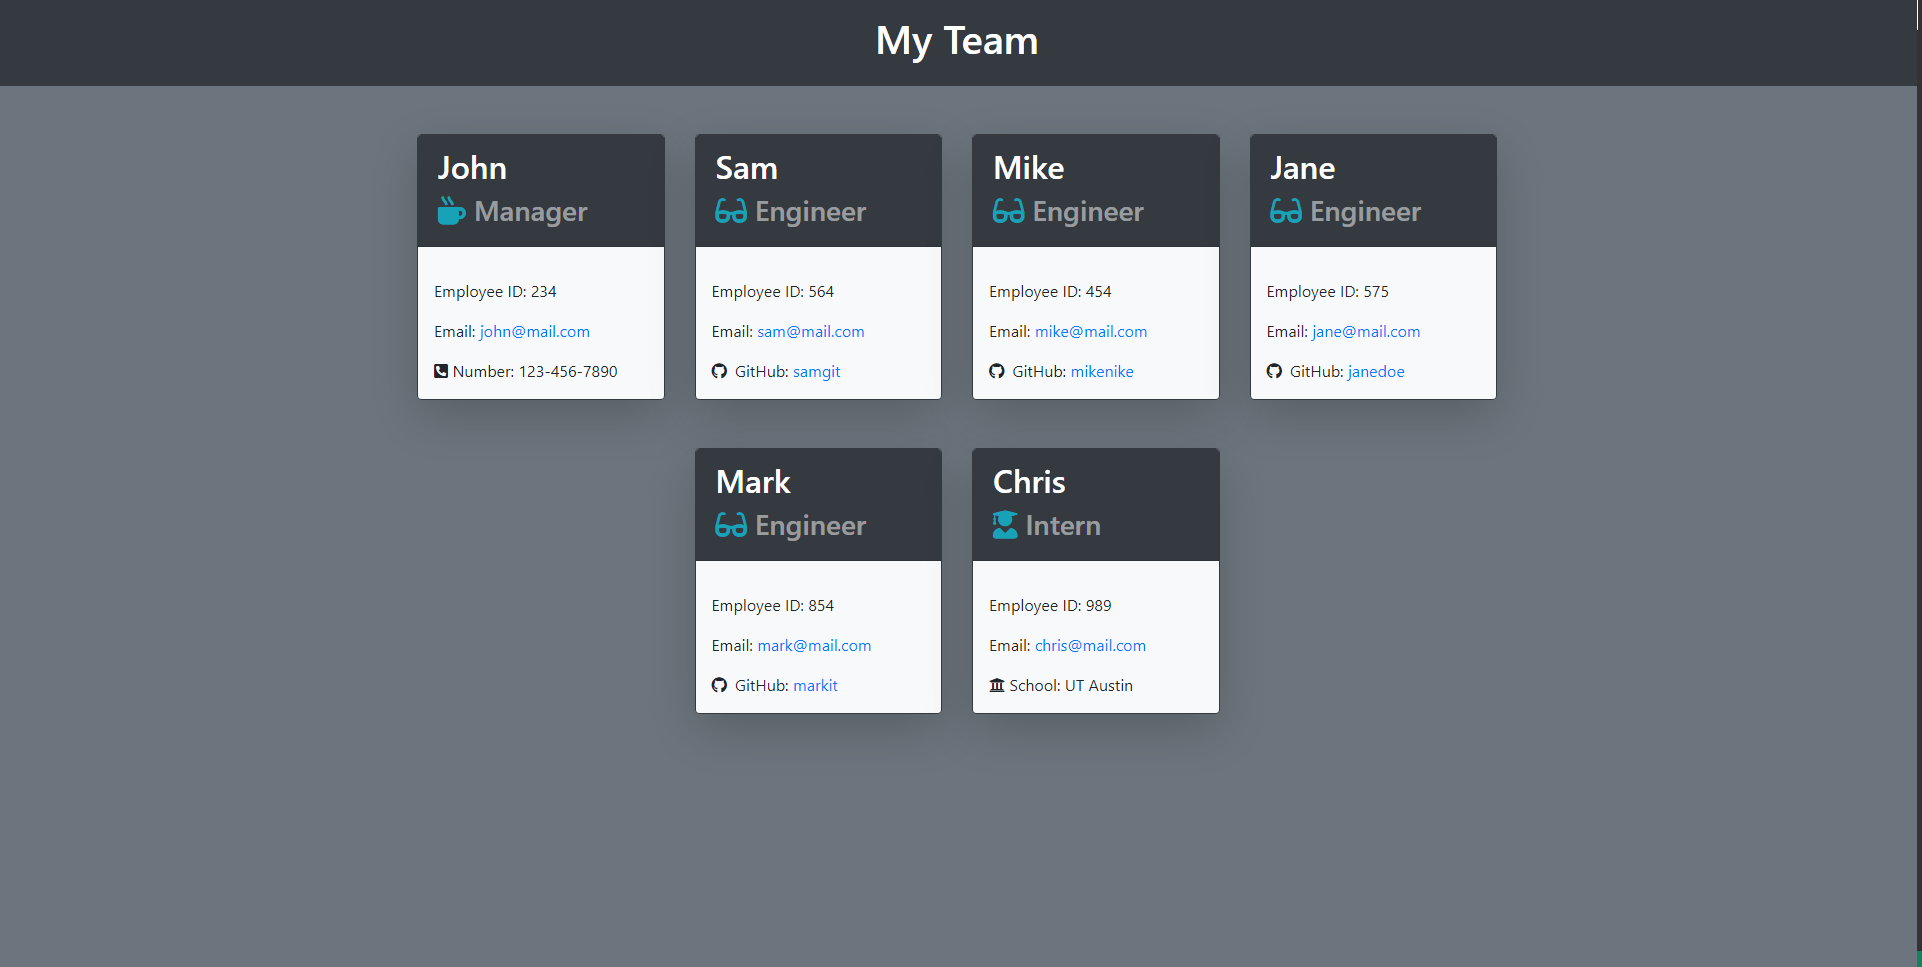 My Team
John
Manager
Employee ID: 234
Email: john@mail.com
Number: 123-456-7890
Sam
Engineer
Employee ID: 564
Email: sam@mail.com
GitHub: samgit
Mike
Engineer
Employee ID: 454
Email: mike@mail.com
GitHub: mikenike
Jane
Engineer
Employee ID: 575
Email: jane@mail.com
GitHub: janedoe
Mark
Engineer
Employee ID: 854
Email: mark@mail.com
GitHub: markit
Chris
Intern
Employee ID: 989
Email: chris@mail.com
School: UT Austin